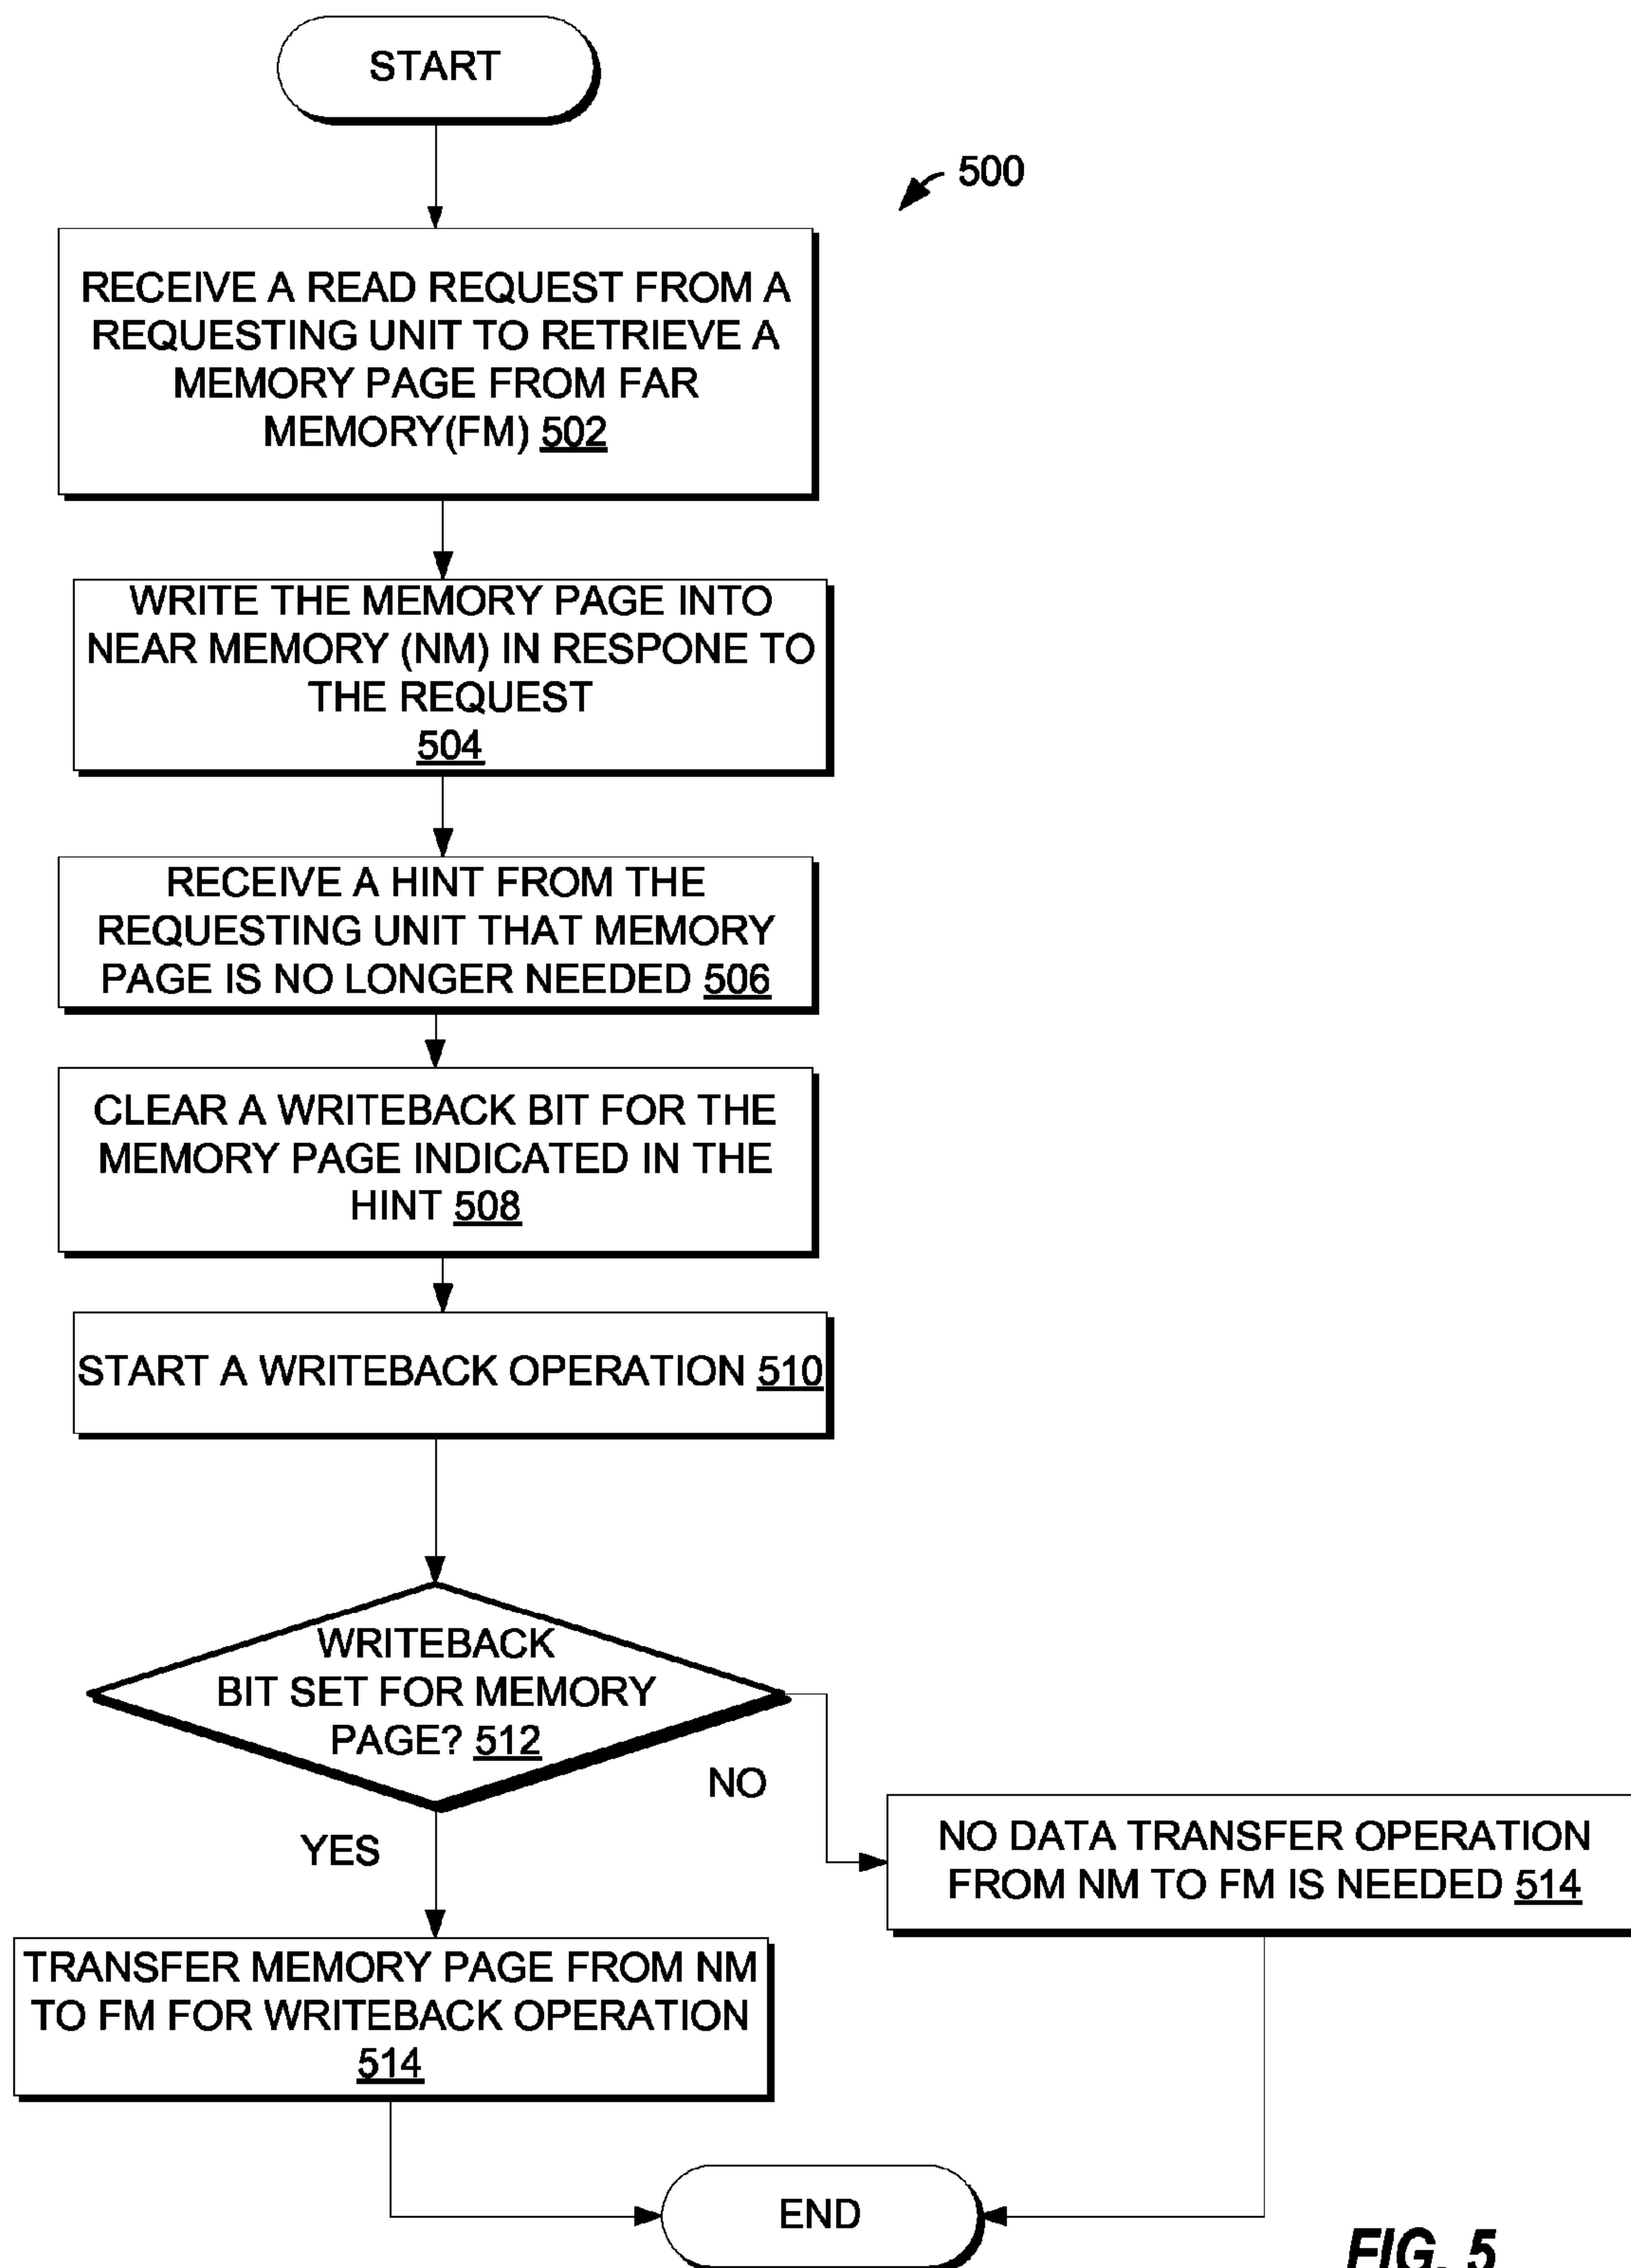 START
500
RECEIVE A READ REQUEST FROM A
REQUESTING UNIT TO RETRIEVE A
MEMORY PAGE FROM FAR
MEMORY(FM) 502
WRITE THE MEMORY PAGE INTO
NEAR MEMORY (NM) IN RESPONE TO
THE REQUEST
504
RECEIVE A HINT FROM THE
REQUESTING UNIT THAT MEMORY
PAGE IS NO LONGER NEEDED 506
CLEAR A WRITEBACK BIT FOR THE
MEMORY PAGE INDICATED IN THE
HINT 508
START A WRITEBACK OPERATION 510
WRITEBACK
BIT SET FOR MEMORY
PAGE? 512
NO
YES
NO DATA TRANSFER OPERATION
FROM NM TO FM IS NEEDED 514
TRANSFER MEMORY PAGE FROM NM
TO FM FOR WRITEBACK OPERATION
514
END
FIG. 5